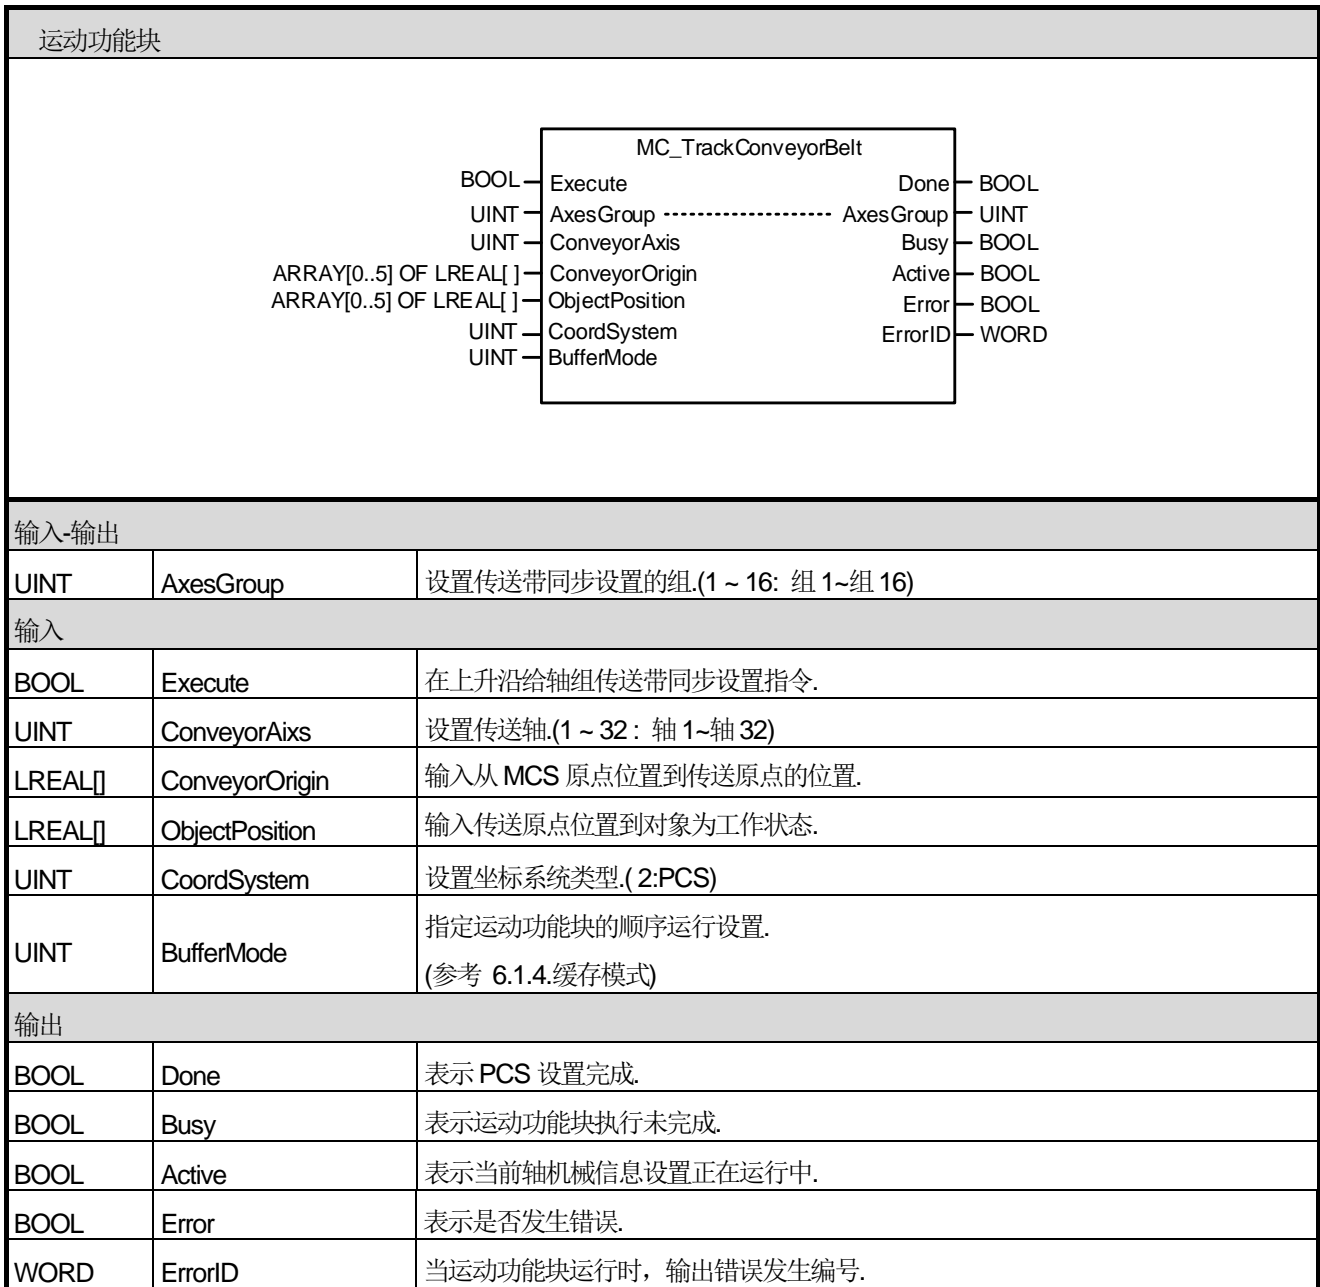 运动功能块
MC_TrackConveyorBelt
BOOL Execute Done BOOL
UINT AxesGroup AxesGroup UINT
UINT ConveyorAxis Busy BOOL
ARRAY[0..5] OF LREAL[ ] ConveyorOrigin Active BOOL
ARRAY[0..5] OF LREAL[ ] ObjectPosition Error BOOL
UINT CoordSystem ErrorID WORD
UINT BufferMode
输入-输出
UINT AxesGroup 设置传送带同步设置的组.(1 ~ 16: 组 1~组 16)
输入
BOOL Execute 在上升沿给轴组传送带同步设置指令.
UINT ConveyorAixs 设置传送轴.(1 ~ 32 : 轴 1~轴 32)
LREAL[] ConveyorOrigin 输入从 MCS 原点位置到传送原点的位置.
LREAL[] ObjectPosition 输入传送原点位置到对象为工作状态.
UINT CoordSystem 设置坐标系统类型.( 2:PCS)
UINT BufferMode 指定运动功能块的顺序运行设置.
(参考 6.1.4.缓存模式)
输出
BOOL Done 表示 PCS 设置完成.
BOOL Busy 表示运动功能块执行未完成.
BOOL Active 表示当前轴机械信息设置正在运行中.
BOOL Error 表示是否发生错误.
WORD ErrorID 当运动功能块运行时，输出错误发生编号.